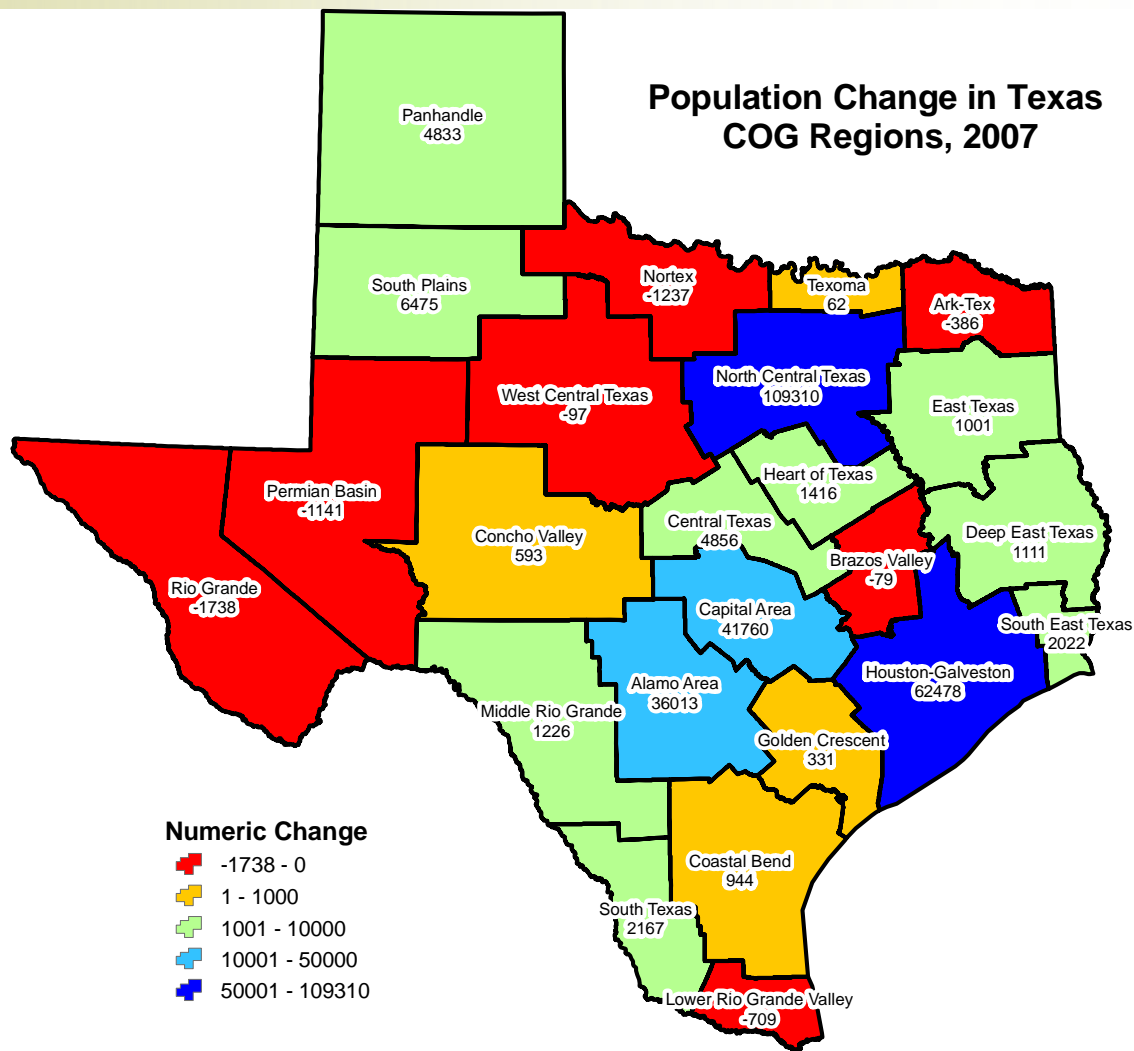 Population Change in Texas
COG Regions, 2007
Panhandle
4833
South Plains
6475
Nortex
-1237
Texoma
62
Ark-Tex
-386
West Central Texas
-97
North Central Texas
109310
East Texas
1001
Heart of Texas
1416
Permian Basin
-1141
Concho Valley
593
Central Texas
4856
Deep East Texas
1111
Brazos Valley
-79
Rio Grande
-1738
Capital Area
41760
South East Texas
2022
Houston-Galveston
62478
Alamo Area
36013
Middle Rio Grande
1226
Golden Crescent
331
Coastal Bend
944
South Texas
2167
Lower Rio Grande Valley
-709
Numeric Change
-1738 - 0
1 - 1000
1001 - 10000
10001 - 50000
50001 - 109310